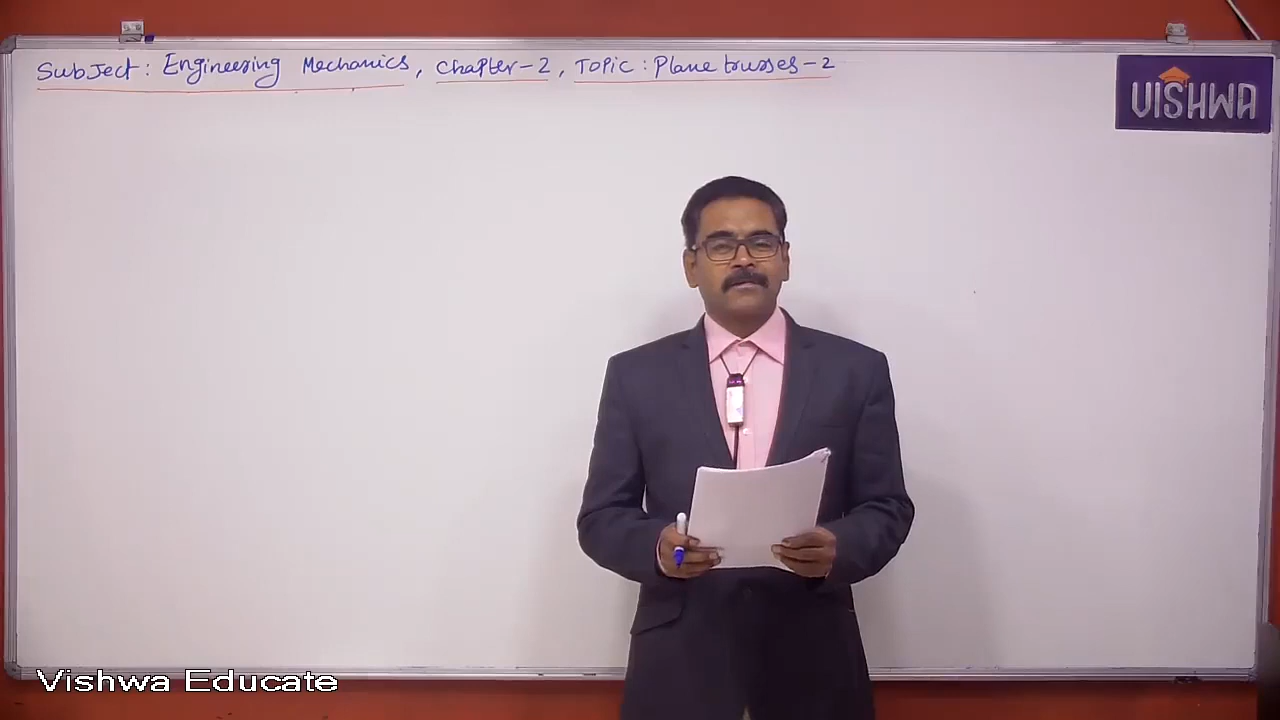 Subject: Engineering Mechanics, Chapter-2, Topic: Plane trusses-2
VISHWA
Vishwa Educate